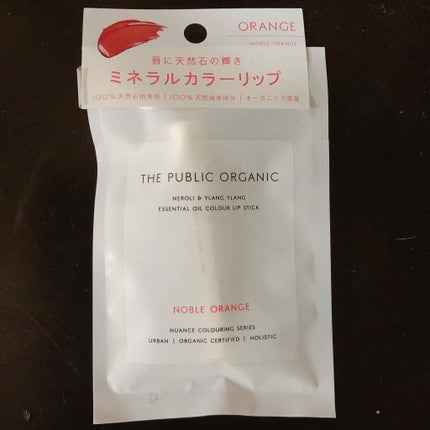 ORANGE
NOBLE ORANGE
唇に天然石の輝き
ミネラルカラーリップ
100%天然石由来粉 | 100%天然由来成分 | オーガニック認証
THE PUBLIC ORGANIC
NEROLI & YLANG YLANG
ESSENTIAL OIL COLOUR LIP STICK
NOBLE ORANGE
NUANCE COLOURING SERIES
URBAN | ORGANIC CERTIFIED | HOLISTIC